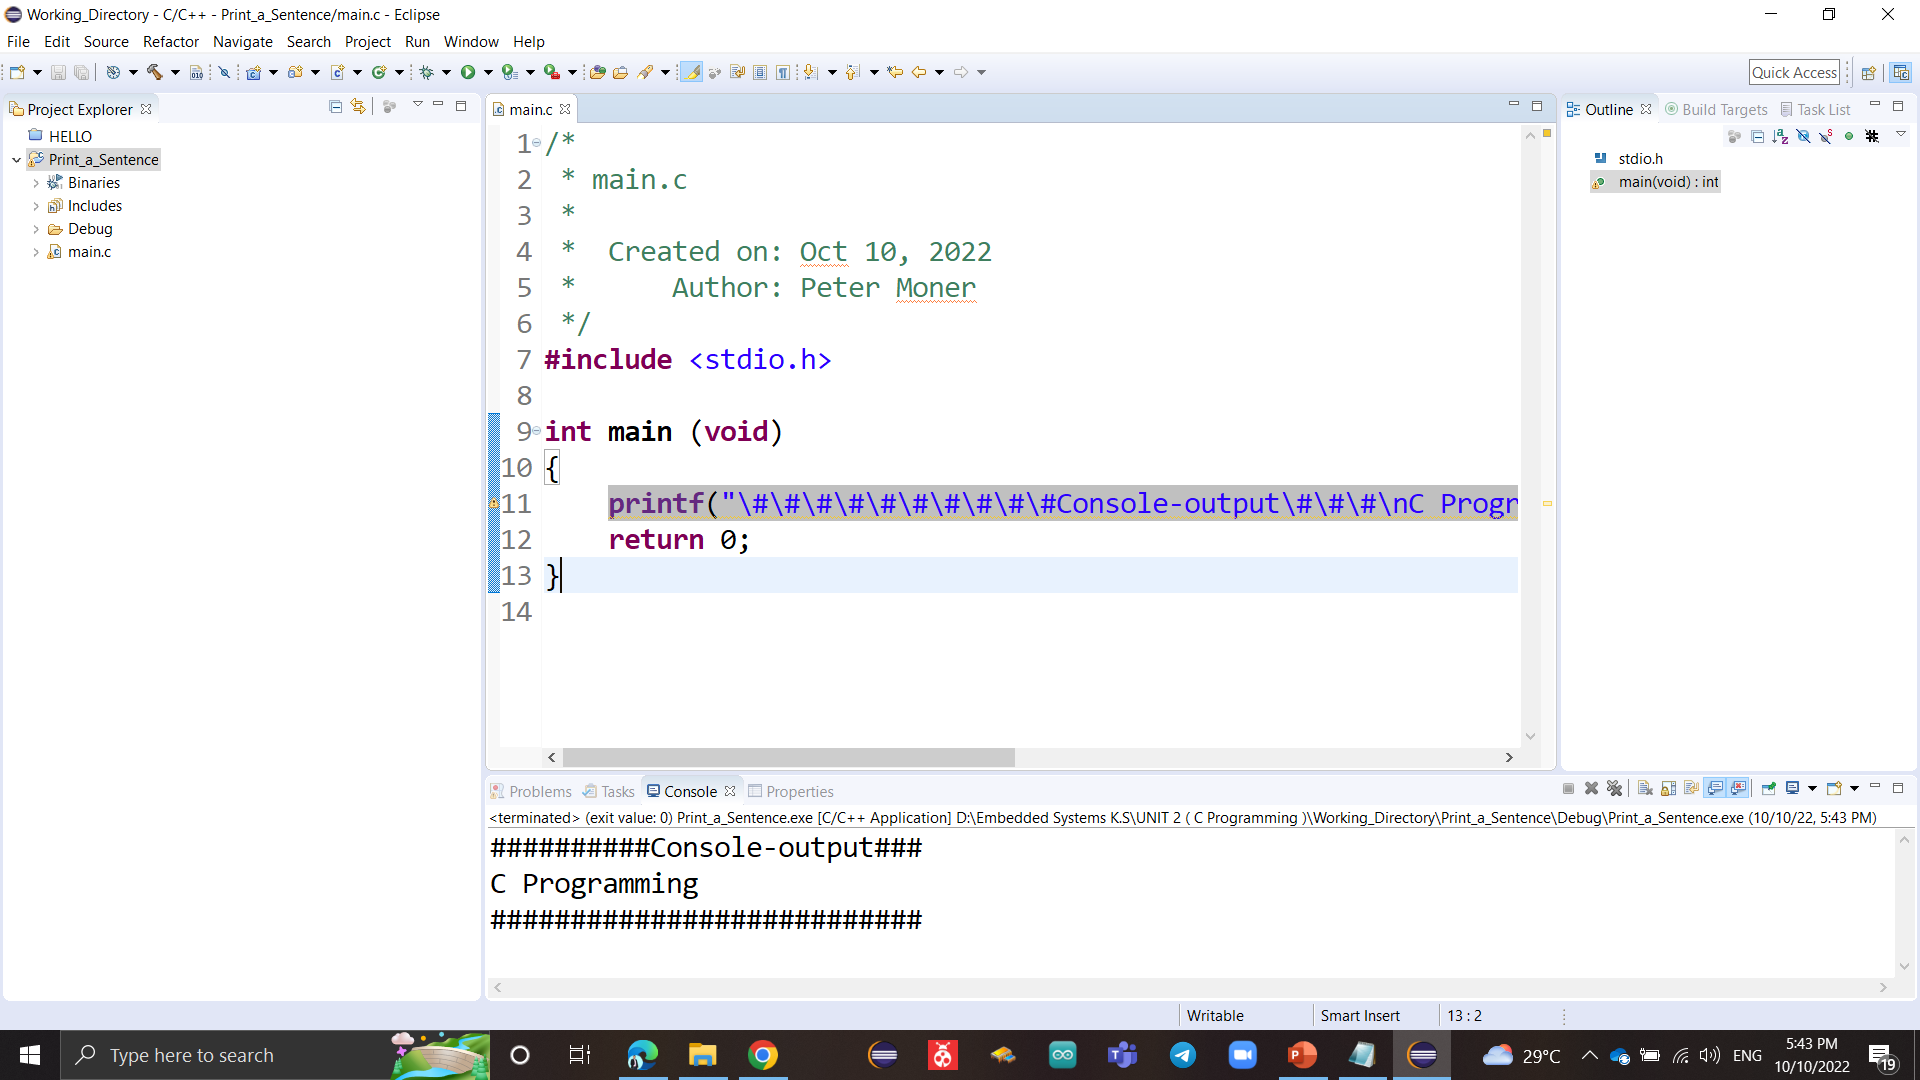 Working_Directory - C/C++ - Print_a_Sentence/main.c - Eclipse
File Edit Source Refactor Navigate Search Project Run Window Help
Quick Access
Project Explorer
HELLO
Print_a_Sentence
Binaries
Includes
Debug
main.c
main.c
1 /*
2  * main.c
3  *
4  *  Created on: Oct 10, 2022
5  *      Author: Peter Moner
6  */
7 #include <stdio.h>
8
9 int main (void)
10 {
11     printf("\#\#\#\#\#\#\#\#\#\#Console-output\#\#\#\nC Progr
12     return 0;
13 }
14
Outline Build Targets Task List
stdio.h
main(void) : int
Problems Tasks Console Properties
<terminated> (exit value: 0) Print_a_Sentence.exe [C/C++ Application] D:\Embedded Systems K.S\UNIT 2 ( C Programming )\Working_Directory\Print_a_Sentence\Debug\Print_a_Sentence.exe (10/10/22, 5:43 PM)
##########Console-output###
C Programming
###########################
Writable Smart Insert 13 : 2
Type here to search
29°C ENG 5:43 PM
10/10/2022
19